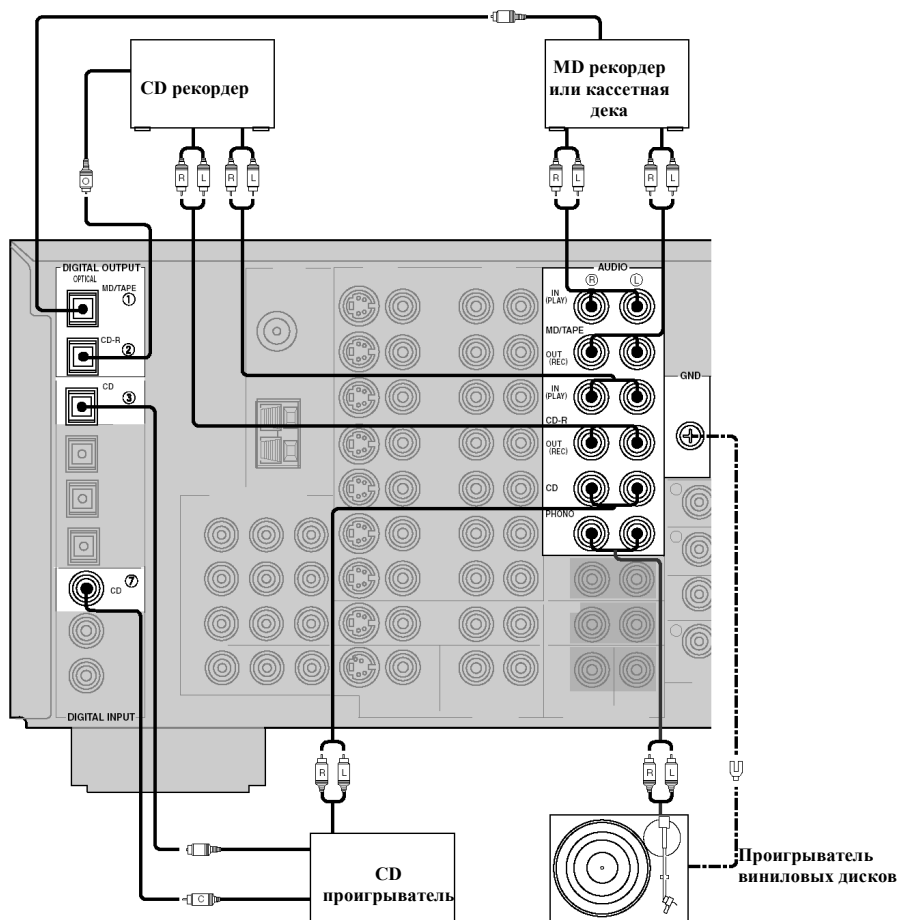 CD рекордер
MD рекордер
или кассетная
дека
O
R L R L
R L R L
DIGITAL OUTPUT
OPTICAL
MD/TAPE
①
CD-R
②
CD
③
CD
⑦
DIGITAL INPUT
AUDIO
Ⓡ Ⓛ
IN
(PLAY)
MD/TAPE
OUT
(REC)
IN
(PLAY)
CD-R
OUT
(REC)
CD
PHONO
GND
R L
R L
C
CD
проигрыватель
Проигрыватель
виниловых дисков